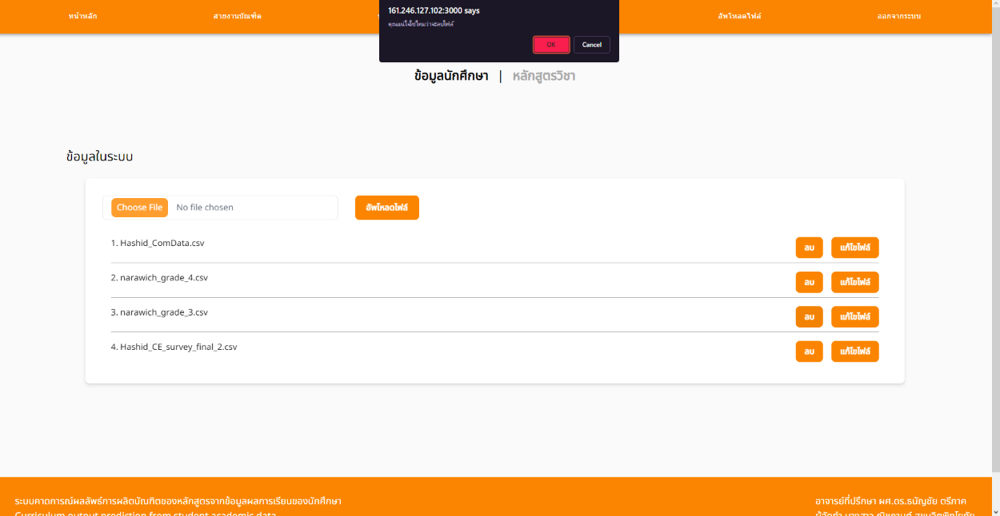 หน้าหลัก
สายงานบัณฑิต
อัพโหลดไฟล์
ออกจากระบบ
161.246.127.102:3000 says
คุณแน่ใจใช่ไหมว่าจะลบไฟล์
OK
Cancel
ข้อมูลนักศึกษา | หลักสูตรวิชา
ข้อมูลในระบบ
Choose File No file chosen
อัพโหลดไฟล์
1. Hashid_ComData.csv ลบ แก้ไขไฟล์
2. narawich_grade_4.csv ลบ แก้ไขไฟล์
3. narawich_grade_3.csv ลบ แก้ไขไฟล์
4. Hashid_CE_survey_final_2.csv ลบ แก้ไขไฟล์
ระบบคาดการณ์ผลลัพธ์การผลิตบัณฑิตของหลักสูตรจากข้อมูลผลการเรียนของนักศึกษา
Curriculum output prediction from student academic data
อาจารย์ที่ปรึกษา ผศ.ดร.ธนัญชัย ตรีภาค